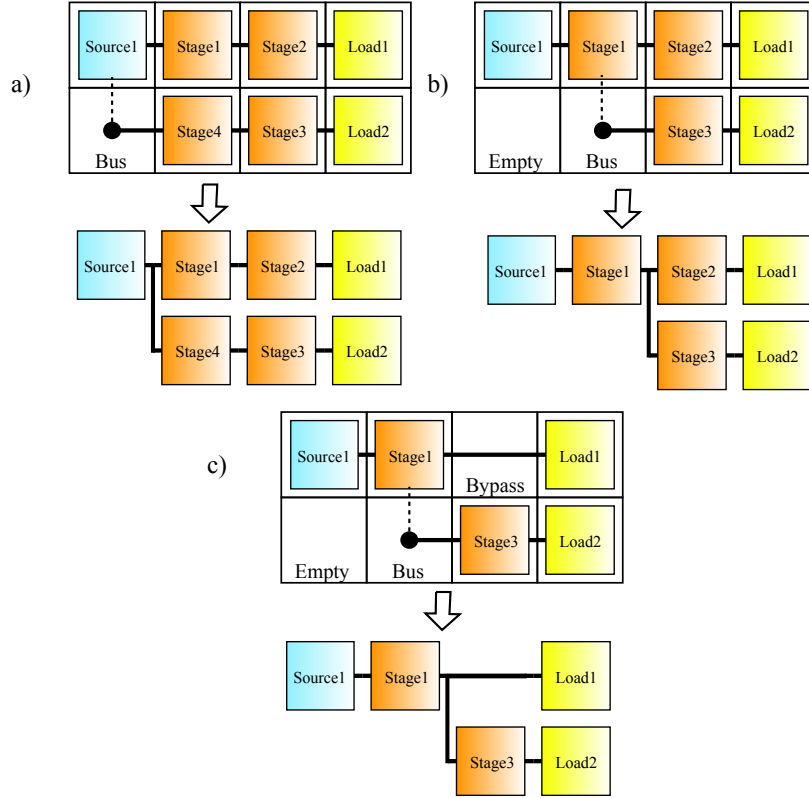 a)
Source1 Stage1 Stage2 Load1
Stage4 Stage3 Load2
Bus
Source1 Stage1 Stage2 Load1
Stage4 Stage3 Load2
b)
Source1 Stage1 Stage2 Load1
Stage3 Load2
Empty Bus
Source1 Stage1 Stage2 Load1
Stage3 Load2
c)
Source1 Stage1 Load1
Bypass
Stage3 Load2
Empty Bus
Source1 Stage1 Load1
Stage3 Load2